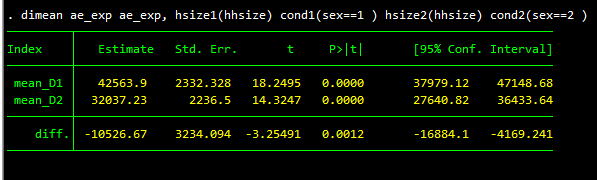 . dimean ae_exp ae_exp, hsize1(hhsize) cond1(sex==1 ) hsize2(hhsize) cond2(sex==2 )
Index Estimate Std. Err. t P>|t| [95% Conf. Interval]
mean_D1 42563.9 2332.328 18.2495 0.0000 37979.12 47148.68
mean_D2 32037.23 2236.5 14.3247 0.0000 27640.82 36433.64
diff. -10526.67 3234.094 -3.25491 0.0012 -16884.1 -4169.241